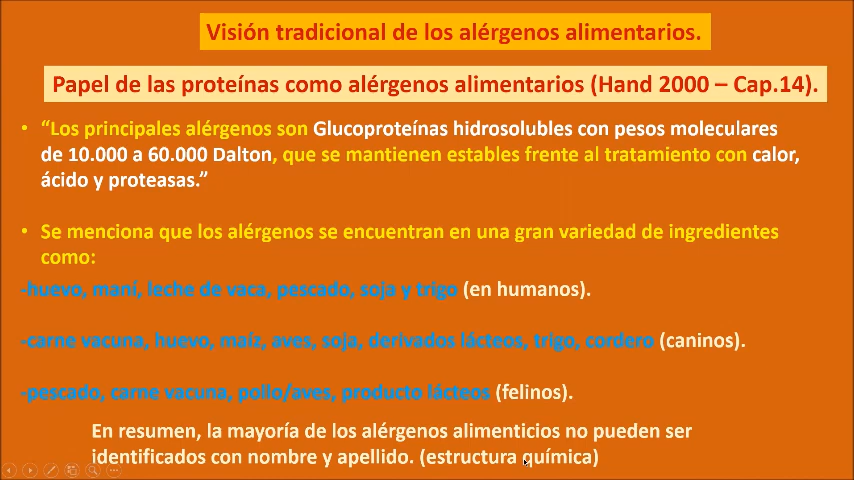 Visión tradicional de los alérgenos alimentarios.
Papel de las proteínas como alérgenos alimentarios (Hand 2000 – Cap.14).
• “Los principales alérgenos son Glucoproteínas hidrosolubles con pesos moleculares
de 10.000 a 60.000 Dalton, que se mantienen estables frente al tratamiento con calor,
ácido y proteasas.”
• Se menciona que los alérgenos se encuentran en una gran variedad de ingredientes
como:
-huevo, maní, leche de vaca, pescado, soja y trigo (en humanos).
-carne vacuna, huevo, maíz, aves, soja, derivados lácteos, trigo, cordero (caninos).
-pescado, carne vacuna, pollo/aves, producto lácteos (felinos).
En resumen, la mayoría de los alérgenos alimenticios no pueden ser
identificados con nombre y apellido. (estructura química)